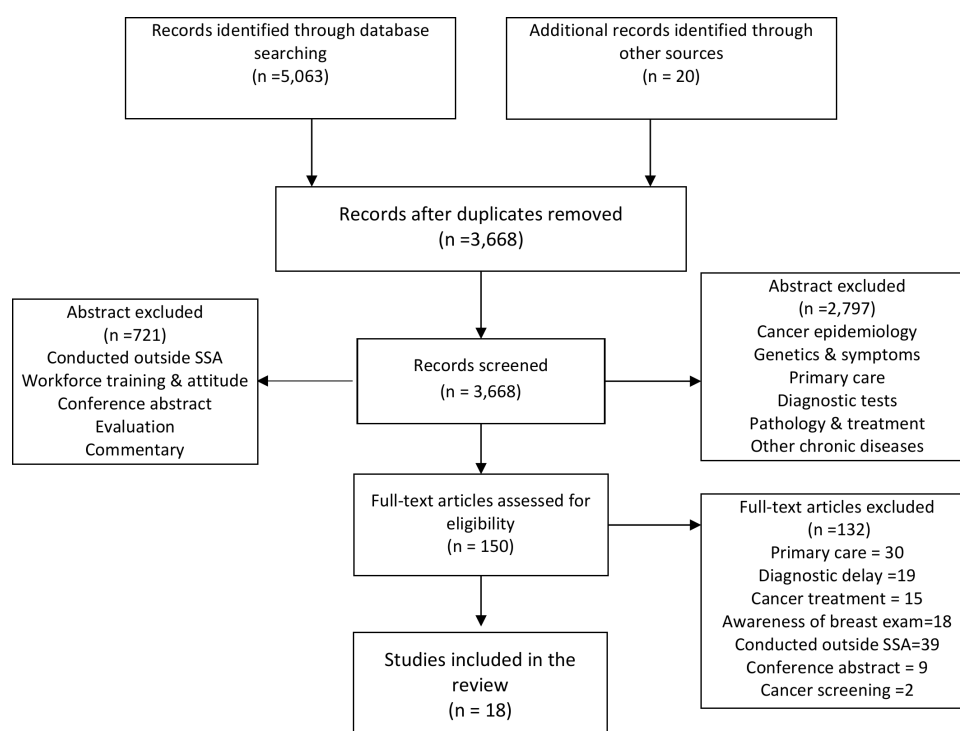 Records identified through database
searching
(n =5,063)
Additional records identified through
other sources
(n = 20)
Records after duplicates removed
(n =3,668)
Abstract excluded
(n =721)
Conducted outside SSA
Workforce training & attitude
Conference abstract
Evaluation
Commentary
Records screened
(n = 3,668)
Abstract excluded
(n =2,797)
Cancer epidemiology
Genetics & symptoms
Primary care
Diagnostic tests
Pathology & treatment
Other chronic diseases
Full-text articles assessed for
eligibility
(n = 150)
Full-text articles excluded
(n =132)
Primary care = 30
Diagnostic delay =19
Cancer treatment = 15
Awareness of breast exam=18
Conducted outside SSA=39
Conference abstract = 9
Cancer screening =2
Studies included in the
review
(n = 18)